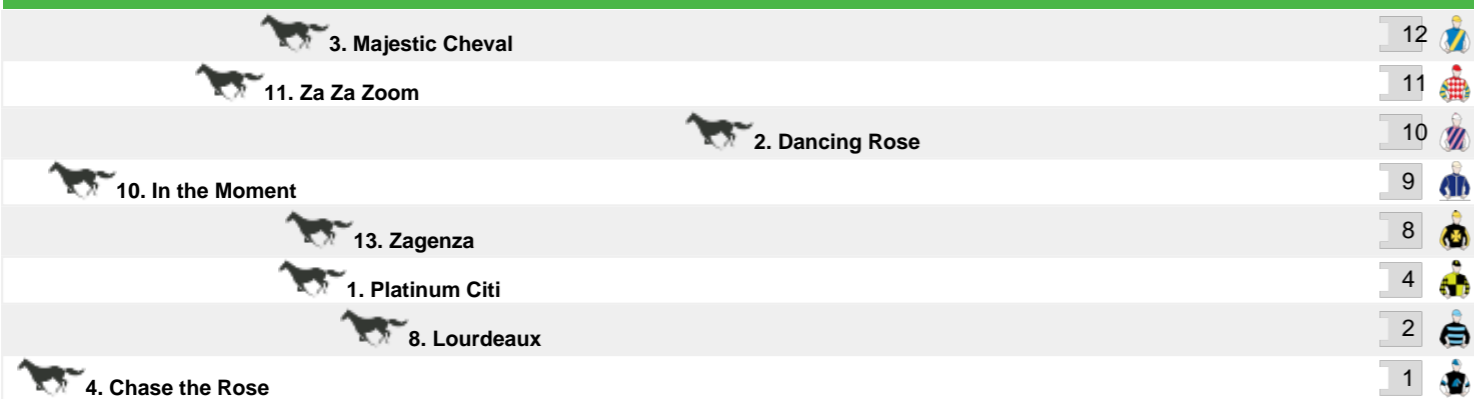 3. Majestic Cheval 12
11. Za Za Zoom 11
2. Dancing Rose 10
10. In the Moment 9
13. Zagenza 8
1. Platinum Citi 4
8. Lourdeaux 2
4. Chase the Rose 1